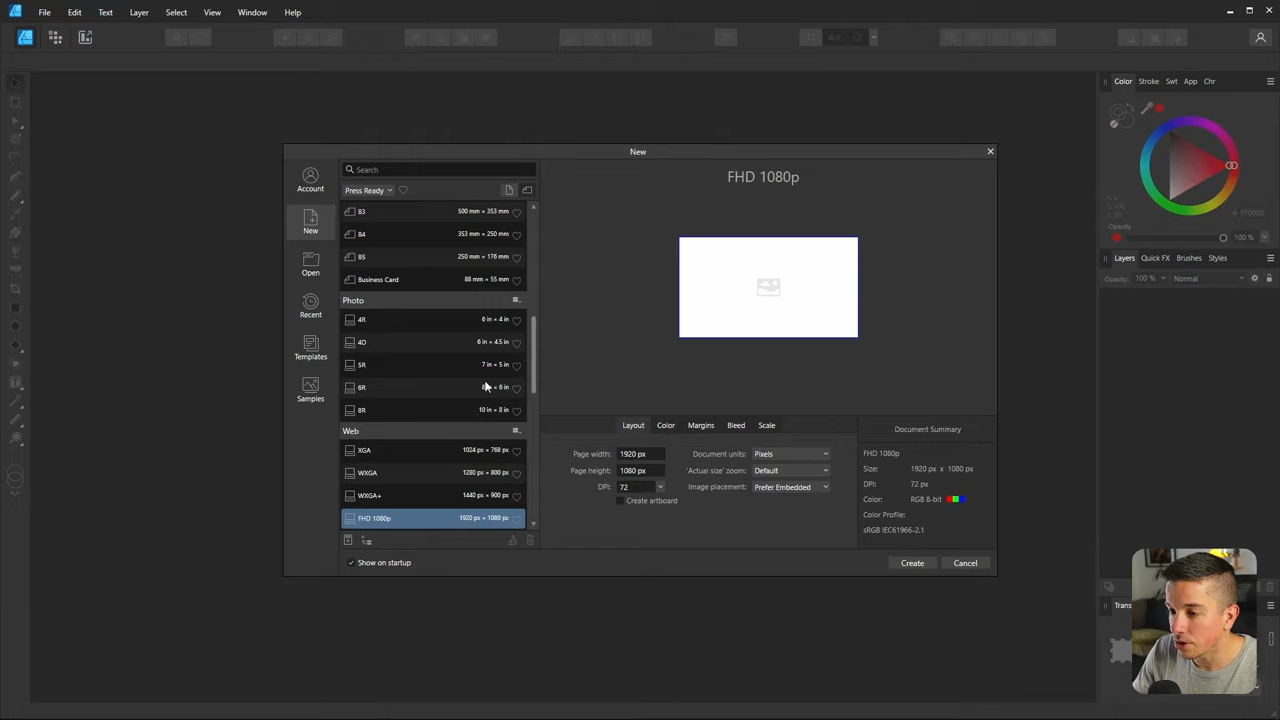 File Edit Text Layer Select View Window Help
Color Stroke Swt App Chr
Opacity
100 %
Layers Quick FX Brushes Styles
Opacity: 100 % Normal
New
Search
Press Ready
Account
New
Open
Recent
Templates
Samples
B3 500 mm × 353 mm
B4 353 mm × 250 mm
B5 250 mm × 176 mm
Business Card 88 mm × 55 mm
Photo
4R 6 in × 4 in
4D 6 in × 4.5 in
5R 7 in × 5 in
6R × 6 in
8R 10 in × 8 in
Web
XGA 1024 px × 768 px
WXGA 1280 px × 800 px
WXGA+ 1440 px × 900 px
FHD 1080p 1920 px × 1080 px
Show on startup
FHD 1080p
Layout Color Margins Bleed Scale
Page width: 1920 px
Page height: 1080 px
DPI: 72
Create artboard
Document units: Pixels
'Actual size' zoom: Default
Image placement: Prefer Embedded
Document Summary
FHD 1080p
Size: 1920 px x 1080 px
DPI: 72 px
Color: RGB 8-bit
Color Profile:
sRGB IEC61966-2.1
Create Cancel